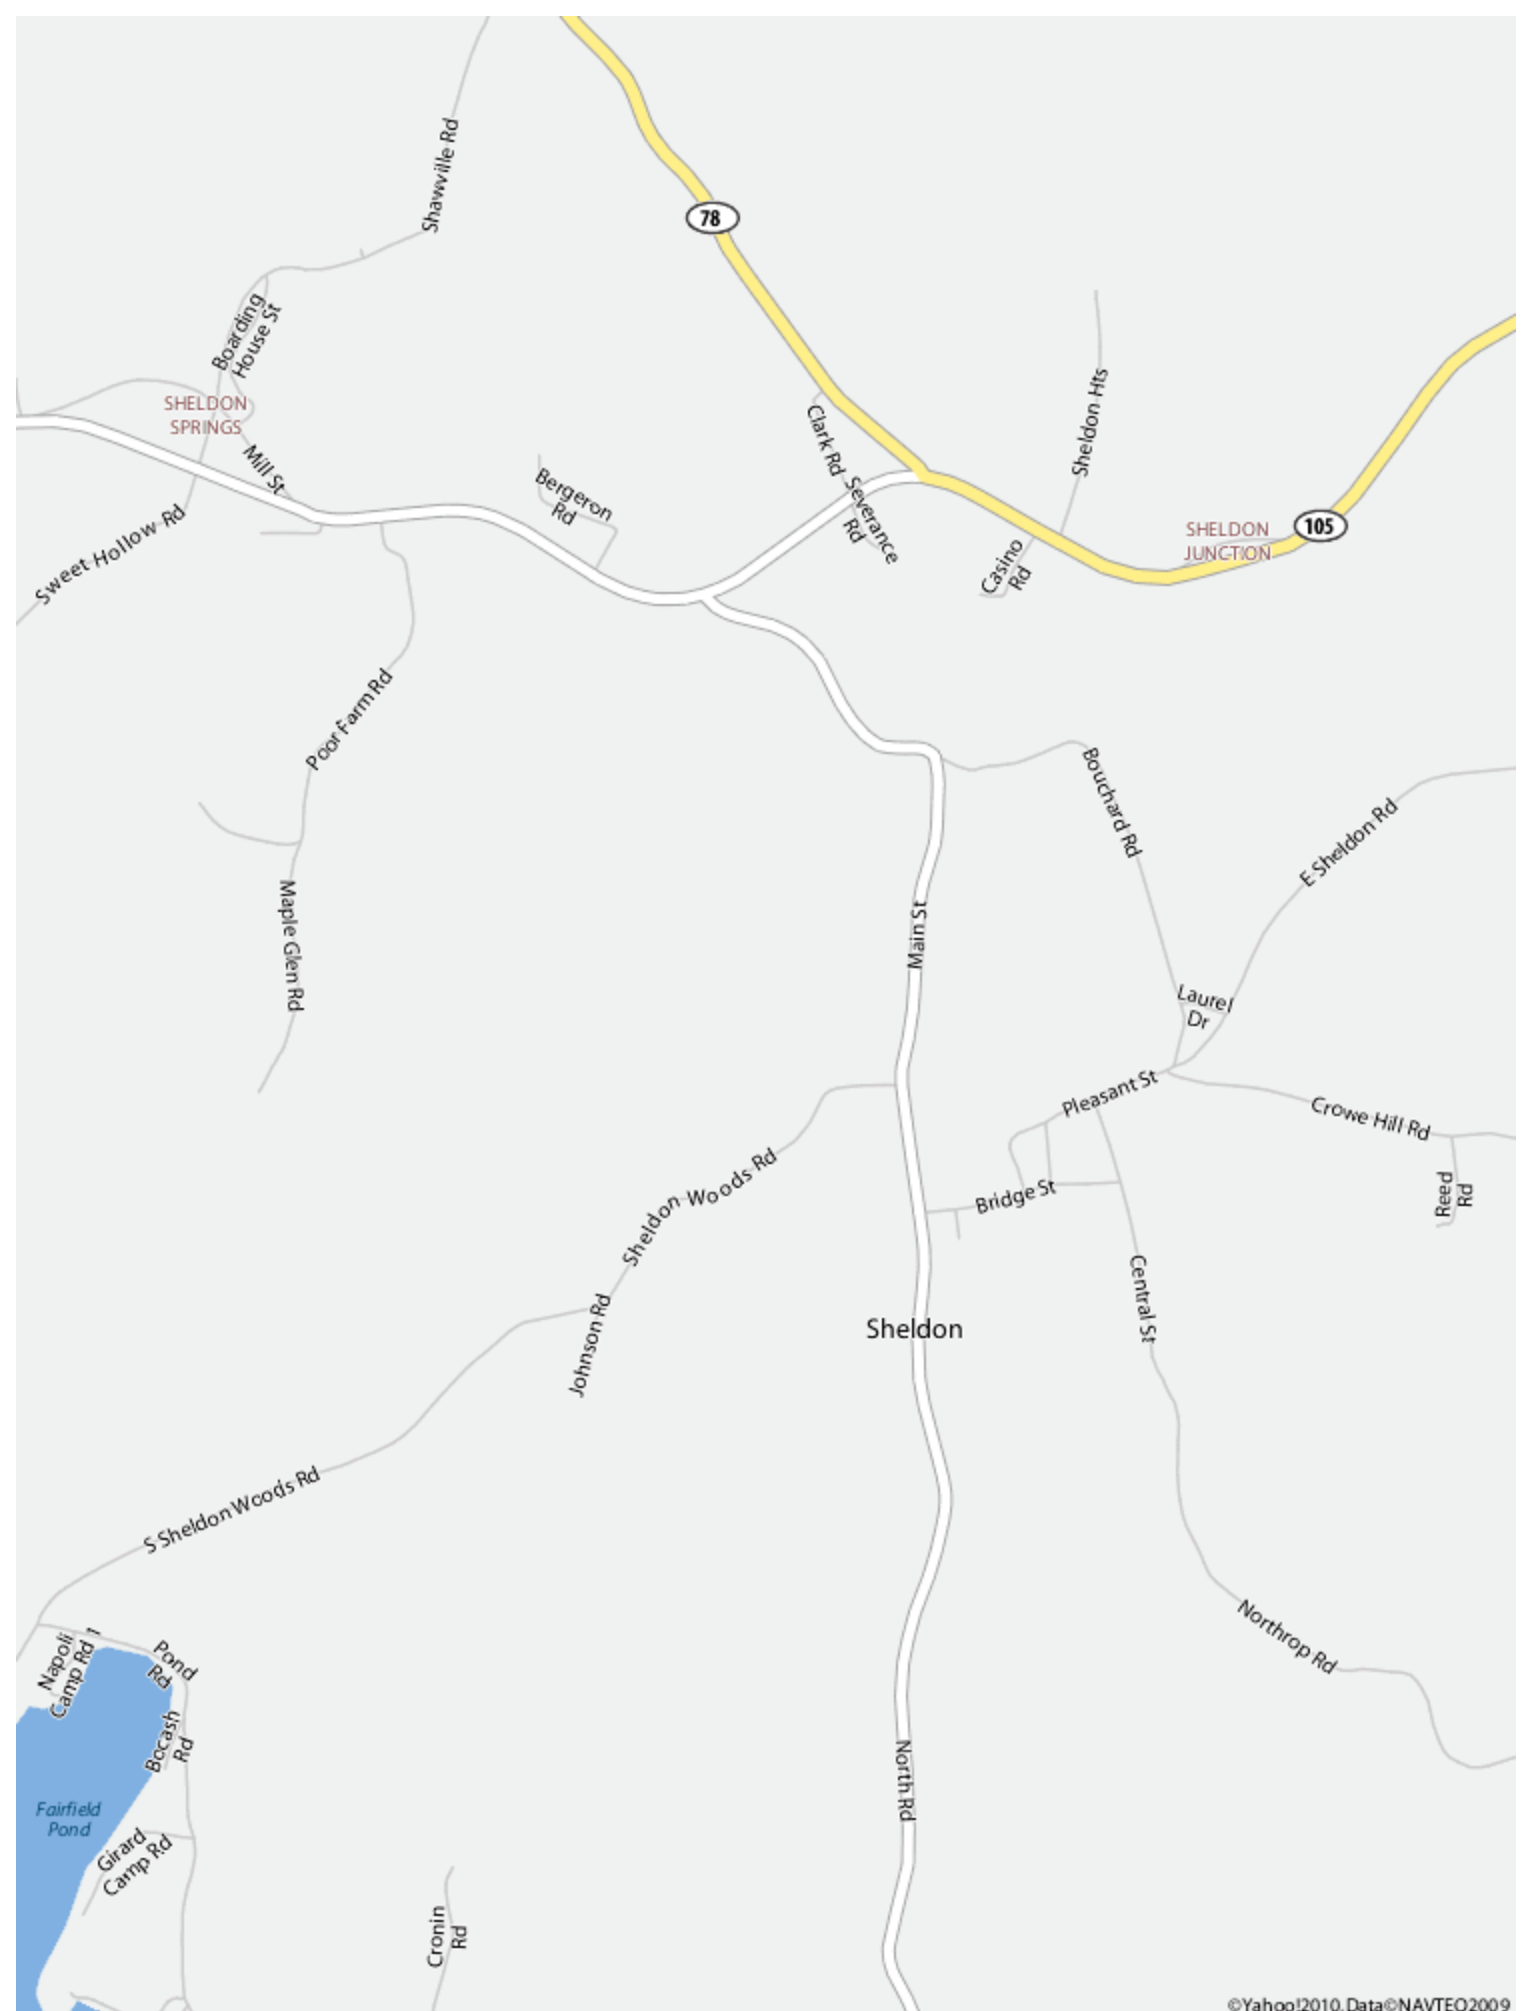 Shawville Rd
78
Boarding
House St
Sheldon Hts
SHELDON
SPRINGS
Clark Rd
Mill St
Bergeron
Rd
Severance
Rd
Sweet Hollow Rd
Casino
Rd
SHELDON
JUNCTION
105
Poor Farm Rd
Bouchard Rd
E Sheldon Rd
Maple Glen Rd
Main St
Laurel
Dr
Pleasant St
Crowe Hill Rd
Sheldon Woods Rd
Bridge St
Reed
Rd
Johnson Rd
Central St
Sheldon
S Sheldon Woods Rd
Northrop Rd
Napoli
Camp Rd 1
Pond
Rd
Bocash
Rd
North Rd
Fairfield
Pond
Girard
Camp Rd
Cronin
Rd
©Yahoo!2010, Data©NAVTEQ2009